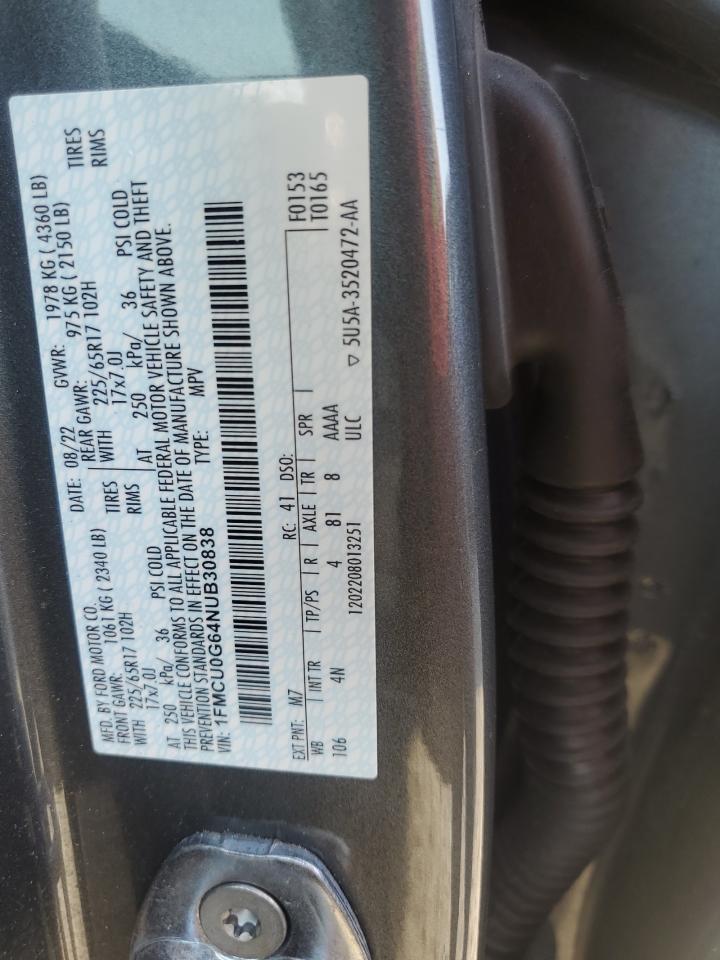 MFD. BY FORD MOTOR CO. DATE: 08/22 GVWR: 1978 KG ( 4360 LB)
FRONT GAWR: 1061 KG ( 2340 LB) REAR GAWR: 975 KG ( 2150 LB)
WITH 225/65R17 102H TIRES WITH 225/65R17 102H TIRES
17x7.0J RIMS 17x7.0J RIMS
AT 250 kPa/ 36 PSI COLD AT 250 kPa/ 36 PSI COLD
THIS VEHICLE CONFORMS TO ALL APPLICABLE FEDERAL MOTOR VEHICLE SAFETY AND THEFT
PREVENTION STANDARDS IN EFFECT ON THE DATE OF MANUFACTURE SHOWN ABOVE.
VIN: 1FMCU0G64NUB30838 TYPE: MPV
EXT PNT: M7 RC: 41 DSO: F0153
WB INT TR TP/PS R AXLE TR SPR T0165
106 4N 4 81 8 AAAA
1202208013251 ULC ▽ 5U5A-3520472-AA